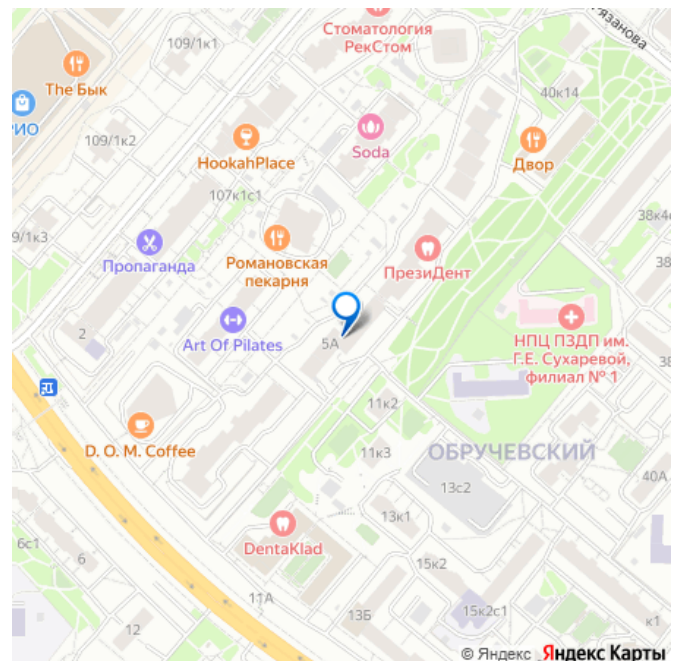 Стоматология
РекСтом
109/1к1
The Бык
40к14
РИО
109/1к2
HookahPlace
Soda
Двор
107к1с1
38к4
9/1к3
Пропаганда
Романовская
пекарня
ПрезиДент
38
2
Art Of Pilates
5А
НПЦ ПЗДП им.
Г.Е. Сухаревой,
филиал № 1
11к2
D. O. M. Coffee
11к3
ОБРУЧЕВСКИЙ
40А
13с2
13к1
DentaKlad
6с1
6
15к2
11А
12
13Б
15к2с1
к1
© Яндекс Яндекс Карты